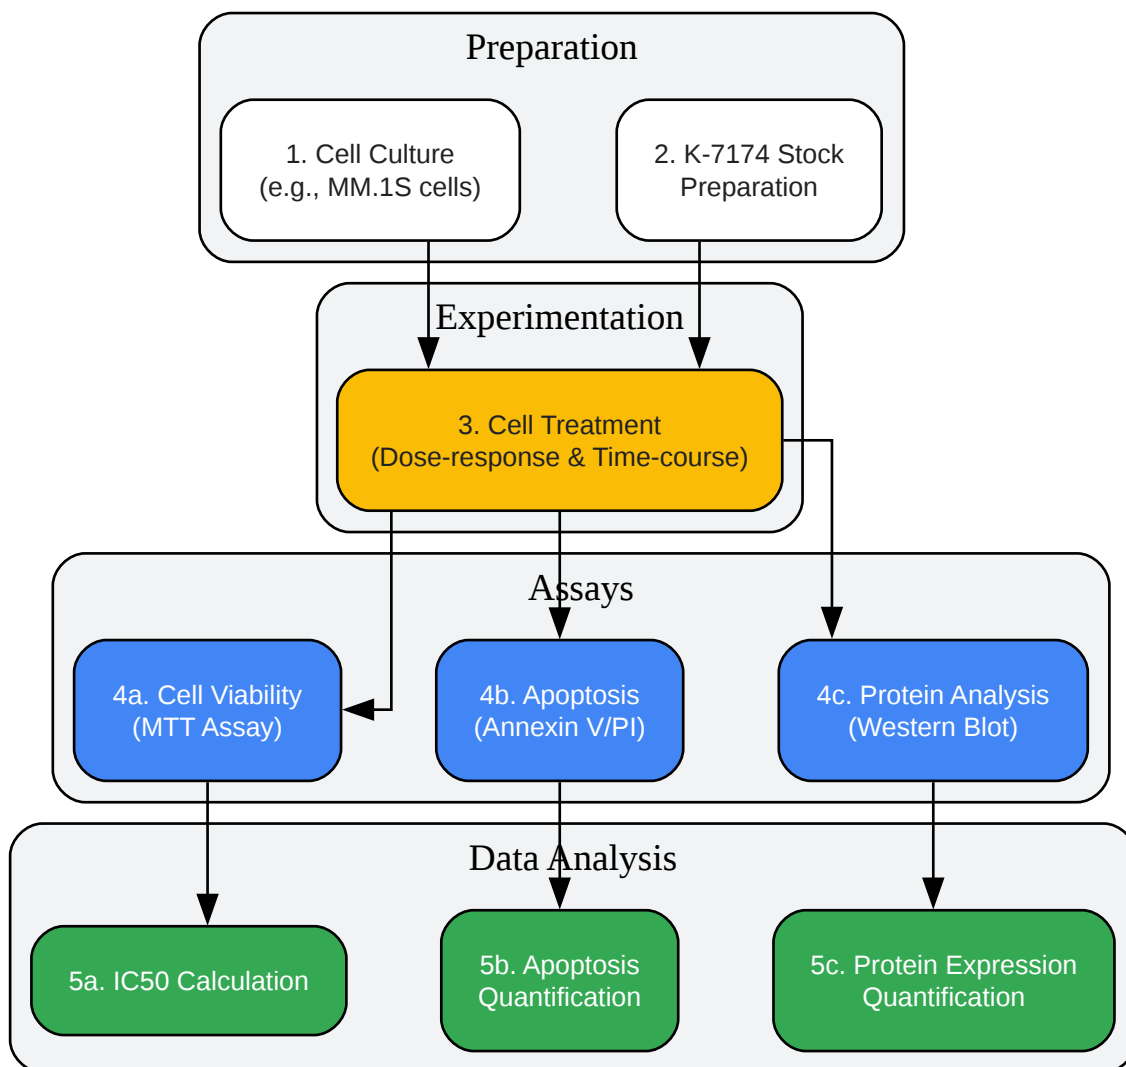 Preparation
1. Cell Culture
(e.g., MM.1S cells)
2. K-7174 Stock
Preparation
Experimentation
3. Cell Treatment
(Dose-response & Time-course)
Assays
4a. Cell Viability
(MTT Assay)
4b. Apoptosis
(Annexin V/PI)
4c. Protein Analysis
(Western Blot)
Data Analysis
5a. IC50 Calculation
5b. Apoptosis
Quantification
5c. Protein Expression
Quantification